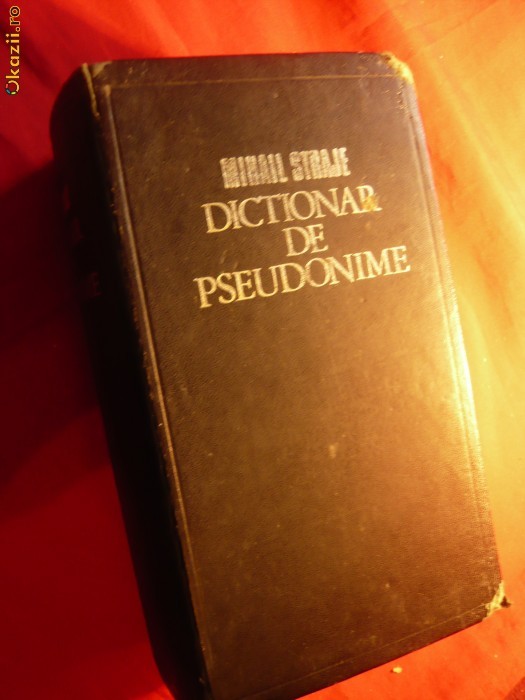 Okazii.ro
MIHAIL STRAJE
DICTIONAR
DE
PSEUDONIME